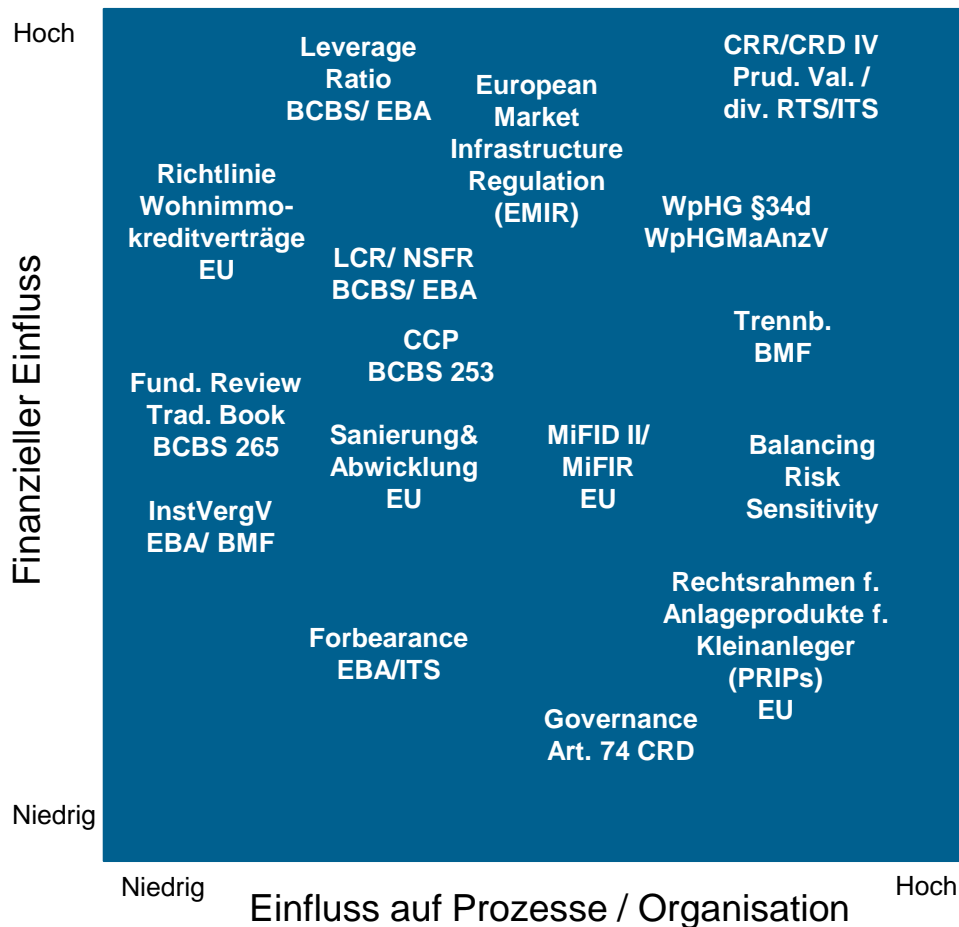 Hoch
Leverage
Ratio
BCBS/ EBA
European
Market
Infrastructure
Regulation
(EMIR)
CRR/CRD IV
Prud. Val. /
div. RTS/ITS
Richtlinie
Wohnimmo-
kreditverträge
EU
WpHG §34d
WpHGMaAnzV
LCR/ NSFR
BCBS/ EBA
CCP
BCBS 253
Trennb.
BMF
Fund. Review
Trad. Book
BCBS 265
Sanierung&
Abwicklung
EU
MiFID II/
MiFIR
EU
Balancing
Risk
Sensitivity
InstVergV
EBA/ BMF
Forbearance
EBA/ITS
Rechtsrahmen f.
Anlageprodukte f.
Kleinanleger
(PRIPs)
EU
Governance
Art. 74 CRD
Finanzieller Einfluss
Niedrig
Niedrig
Hoch
Einfluss auf Prozesse / Organisation